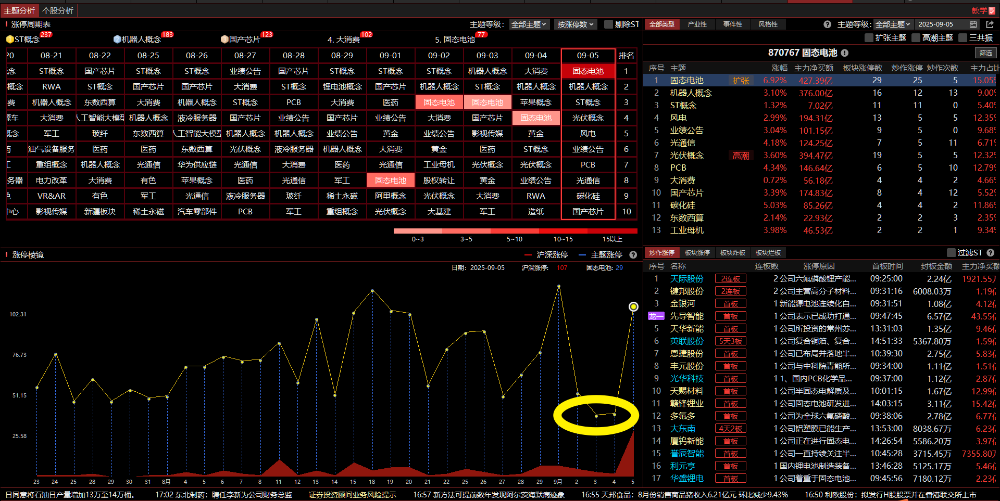 主题分析 个股分析 教学
涨停周期表 主题等级： 全部主题 按涨停数 剔除ST
1 ST概念 237 2 机器人概念 183 3 国产芯片 123 4. 大消费 102 5. 固态电池 77
20 08-21 08-22 08-25 08-26 08-27 08-28 08-29 09-01 09-02 09-03 09-04 09-05 排名
念 ST概念 国产芯片 ST概念 ST概念 业绩公告 国产芯片 ST概念 ST概念 ST概念 机器人概念 大消费 固态电池 1
概念 RWA ST概念 国产芯片 国产芯片 大消费 ST概念 锂电池概念 国产芯片 机器人概念 ST概念 机器人概念 机器人概念 2
费 机器人概念 东数西算 大消费 机器人概念 ST概念 PCB 大消费 医药 固态电池 固态电池 苹果概念 ST概念 3
源车 大消费 人工智能大模型 机器人概念 液冷服务器 国产芯片 业绩公告 国产芯片 业绩公告 大消费 国产芯片 固态电池 光伏概念 4
概念 军工 玻纤 东数西算 人工智能大模型 机器人概念 机器人概念 业绩公告 黄金 业绩公告 影视传媒 黄金 风电 5
药 油气设备服务 医药 医药 东数西算 光伏概念 液冷服务器 机器人概念 大消费 黄金 医药 ST概念 业绩公告 6
工 重组概念 机器人概念 光通信 华为供应链 光通信 大消费 医药 光通信 工业母机 光伏概念 光伏概念 PCB 7
务器 电力改革 大消费 有色 苹果概念 医药 光通信 军工 固态电池 股权转让 黄金 业绩公告 光通信 8
色 VR&AR 有色 军工 光通信 液冷服务器 玻纤 稀土永磁 阿里概念 光伏概念 大消费 RWA 碳化硅 9
中心 影视传媒 新疆板块 稀土永磁 汽车零部件 PCB 军工 重组概念 光伏概念 大基建 军工 造纸 国产芯片 10
0~3 3~5 5~10 10~15 15以上
涨停棱镜 沪深涨停 主题涨停
日期： 2025-09-05 沪深涨停: 107 固态电池: 29
102.31
76.73
51.15
25.58
23 24 25 28 29 30 31 8月 4 5 6 7 8 11 12 13 14 15 18 19 20 21 22 25 26 27 28 29 9月 2 3 4 5
全部类型 产业性 事件性 风格性 主题等级： 全部主题 2025-09-05
扩张主题 高潮主题 三共振
870767 固态电池 筛选
序号 主题 涨幅 主力净买额 板块涨停数 炒作涨停 炒作次数 主力占比
1 固态电池 扩张 6.92% 427.39亿 29 25 5 15.05%
2 机器人概念 3.10% 376.00亿 16 12 13 9.00%
3 ST概念 1.32% 7.02亿 11 11 0 5.40%
4 风电 2.99% 194.31亿 13 5 5 12.35%
5 业绩公告 3.04% 101.15亿 9 5 0 9.68%
6 光通信 4.18% 124.25亿 7 5 11 6.71%
7 光伏概念 高潮 3.60% 394.47亿 19 5 5 12.32%
8 PCB 4.34% 146.64亿 6 5 10 12.79%
9 大消费 0.72% 56.18亿 4 4 2 4.66%
10 国产芯片 3.39% 174.83亿 8 4 12 5.52%
11 碳化硅 5.03% 85.26亿 4 4 2 11.86%
12 东数西算 2.14% 22.93亿 2 2 3 2.35%
13 工业母机 3.98% 46.53亿 2 2 1 9.34%
炒作涨停 板块涨停 板块炸板 板块烂板 过滤ST
序号 名称 连板数 涨停原因 首板时间 封板金额 主力净买额
1 天际股份 2连板 2 公司六氟磷酸锂产能... 09:25:00 2.24亿 1921.55万
2 键邦股份 2连板 2 公司主营高分子材料... 09:31:16 6008.03万 1.19亿
3 金银河 首板 1 新能源电池连续化自... 09:31:51 1.08亿 4.12亿
龙一 先导智能 首板 1 公司表示已成功打通... 09:47:45 6.57亿 43.55亿
5 天华新能 首板 1 公司所投资的常州苏... 13:31:03 1.35亿 9.46亿
6 英联股份 5天3板 1 公司复合铜箔、复合... 14:51:33 5367.80万 1.59亿
7 恩捷股份 首板 1 公司已布局并落地半... 10:39:30 2.75亿 5.83亿
8 丰元股份 首板 1 公司与中科院青能所... 09:34:00 1.11亿 1.51亿
9 光华科技 首板 1 1、国内PCB化学品... 09:37:00 1.12亿 2.87亿
10 天赐材料 首板 1 公司半固态电解质及... 10:01:15 1.67亿 12.99亿
11 赣锋锂业 首板 1 公司固态电池研发进... 14:03:15 3.11亿 15.42亿
12 多氟多 首板 1 公司为全球六氟磷酸... 09:38:06 2.78亿 6.77亿
13 大东南 4天2板 1 公司铝塑膜已能生产... 13:53:00 8038.67万 6.23亿
14 厦钨新能 首板 1 公司正在进行固态电... 14:26:54 5586.20万 3.97亿
15 誉辰智能 首板 1 公司一直持续关注半... 10:45:28 3715.45万 7355.80万
16 利元亨 首板 1 国内锂电池制造装备... 13:46:28 5125.17万 5.46亿
17 华盛锂电 首板 1 公司着重于固态电池... 09:45:56 7180.12万 2.23亿
日同意将石油日产量增加13万至14万桶。 17:02 东北制药：聘任李新为公司财务总监 证券投资顾问业务风险提示 16:57 新方法可提前数年发现阿尔茨海默病迹象 16:55 天邦食品：8月份销售商品猪收入6.21亿元 环比减少9.43% 16:50 利欧股份：拟发行H股股票并在香港联交所上市